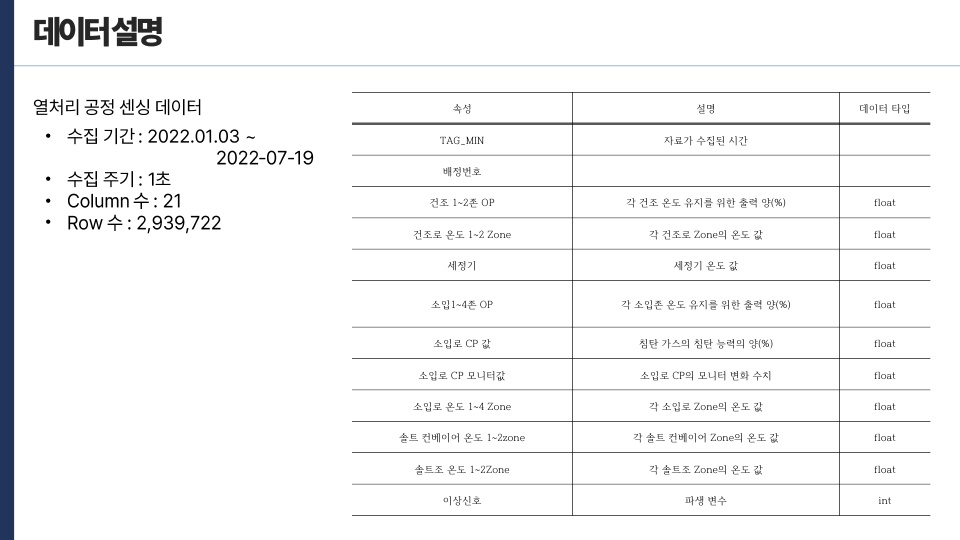 데이터 설명
열처리 공정 센싱 데이터
• 수집 기간 : 2022.01.03 ~
2022-07-19
• 수집 주기 : 1초
• Column 수 : 21
• Row 수 : 2,939,722
속성 설명 데이터 타입
TAG_MIN 자료가 수집된 시간
배정번호
건조 1~2존 OP 각 건조 온도 유지를 위한 출력 양(%) float
건조로 온도 1~2 Zone 각 건조로 Zone의 온도 값 float
세정기 세정기 온도 값 float
소입1~4존 OP 각 소입존 온도 유지를 위한 출력 양(%) float
소입로 CP 값 침탄 가스의 침탄 능력의 양(%) float
소입로 CP 모니터값 소입로 CP의 모니터 변화 수치 float
소입로 온도 1~4 Zone 각 소입로 Zone의 온도 값 float
솔트 컨베이어 온도 1~2zone 각 솔트 컨베이어 Zone의 온도 값 float
솔트조 온도 1~2Zone 각 솔트조 Zone의 온도 값 float
이상신호 파생 변수 int